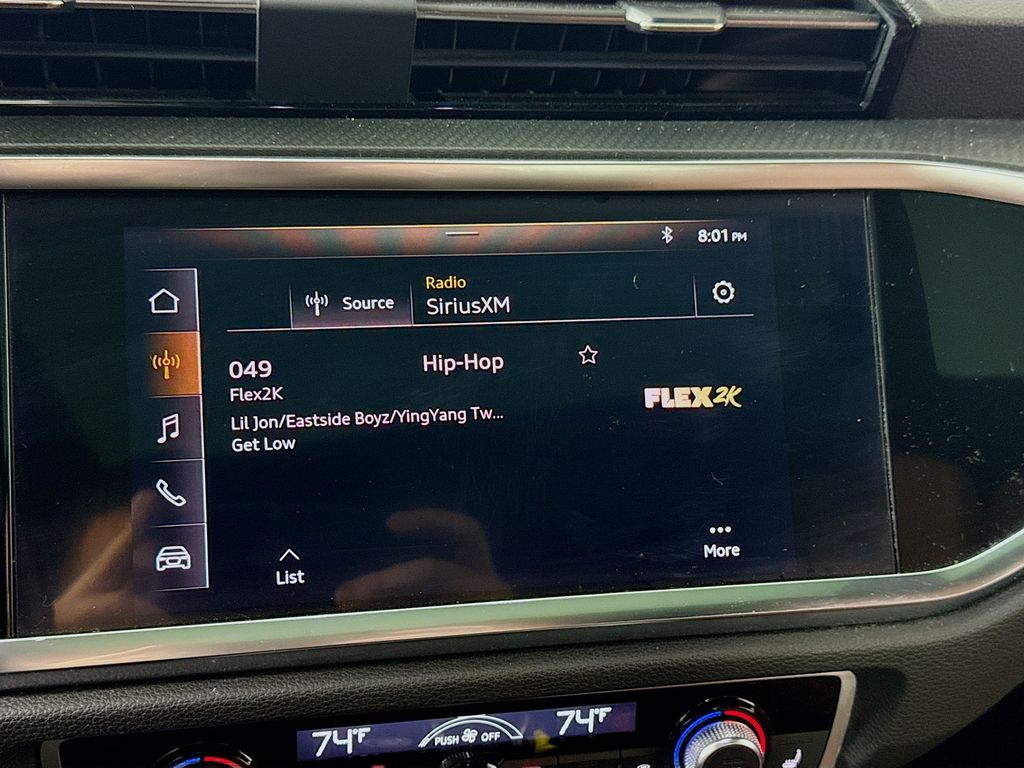 8:01 PM
Source
Radio
SiriusXM
049
Hip-Hop
Flex2K
FLEX2K
Lil Jon/Eastside Boyz/YingYang Tw...
Get Low
List
More
74°F
PUSH OFF
74°F